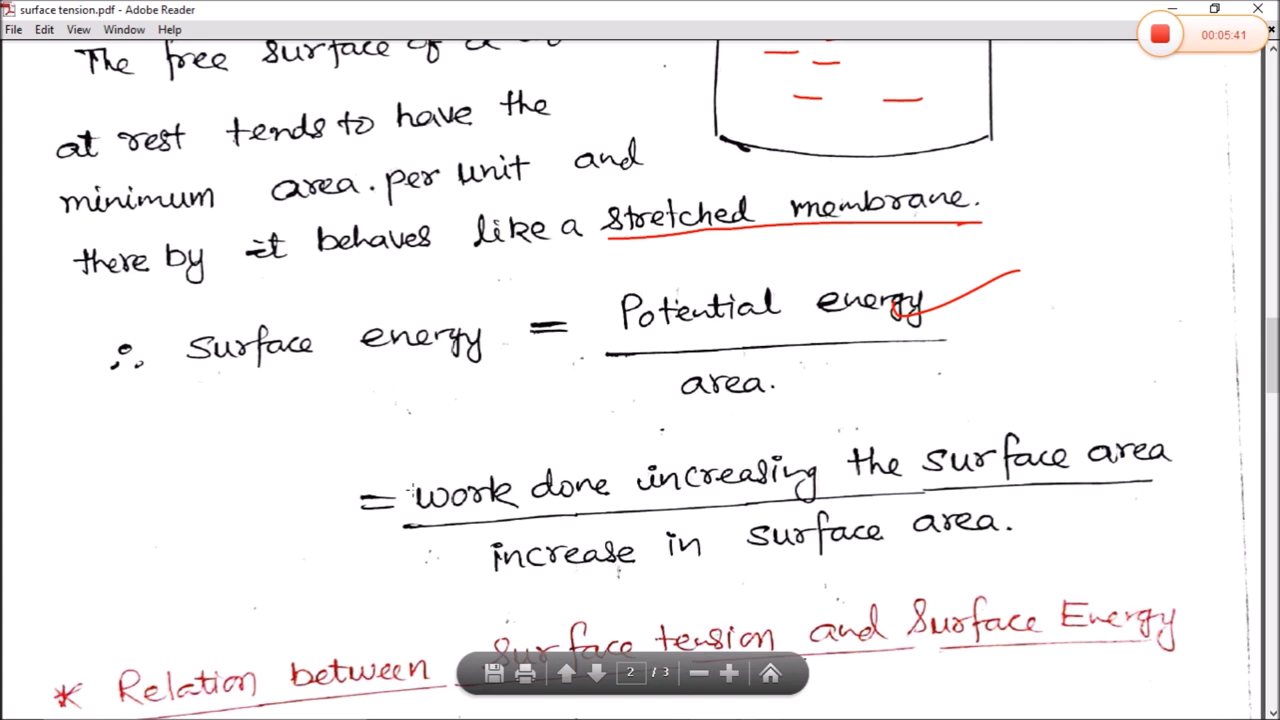 surface tension.pdf - Adobe Reader
File Edit View Window Help
00:05:41
The free surface of a
at rest tends to have the
minimum area. per unit and
there by it behaves like a stretched membrane.
∴ surface energy = Potential energy
area.
= work done increasing the surface area
increase in surface area.
* Relation between surface tension and Surface Energy
2 / 3